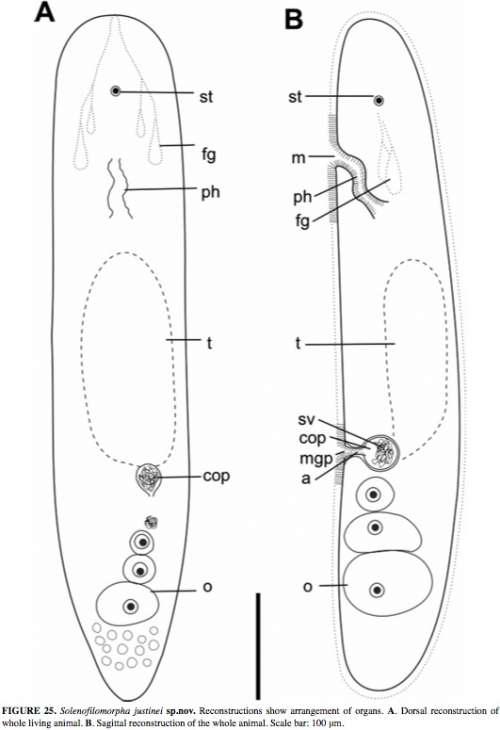 A
B
st
fg
ph
t
cop
o
st
m
ph
fg
t
sv
cop
mgp
a
o
FIGURE 25. Solenofilomorpha justinei sp.nov. Reconstructions show arrangement of organs. A. Dorsal reconstruction of
whole living animal. B. Sagittal reconstruction of the whole animal. Scale bar: 100 µm.